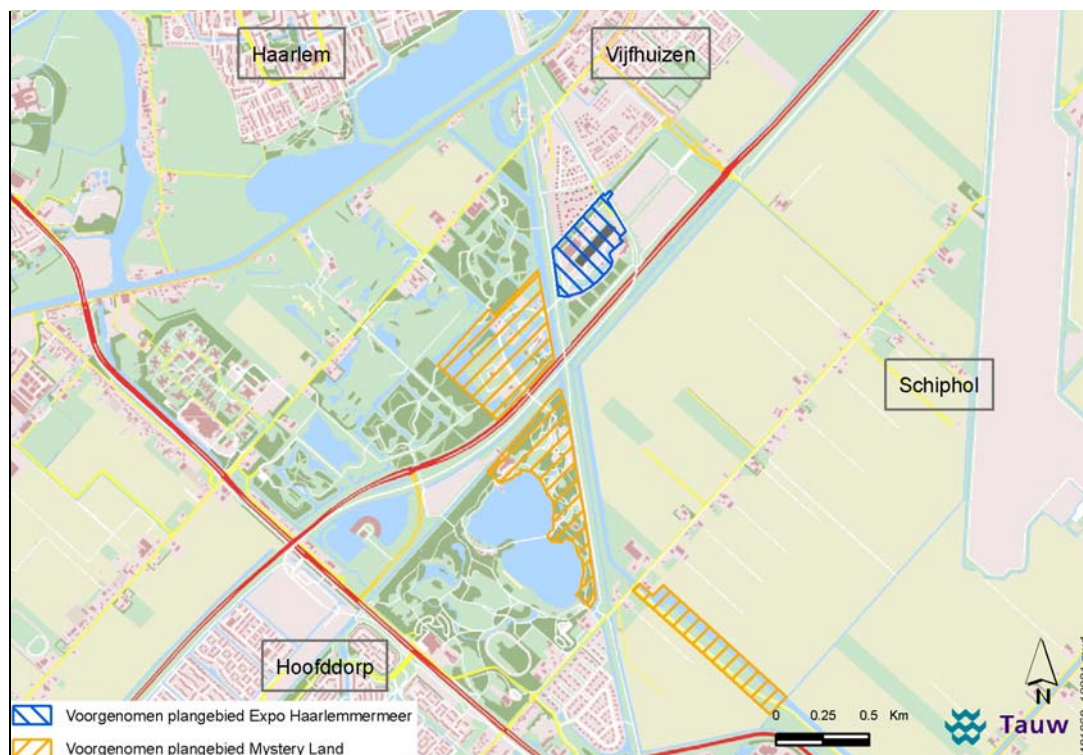 Haarlem
Vijfhuizen
Schiphol
Hoofddorp
Voorgenomen plangebied Expo Haarlemmermeer
Voorgenomen plangebied Mystery Land
0 0.25 0.5 Km
N
Tauw